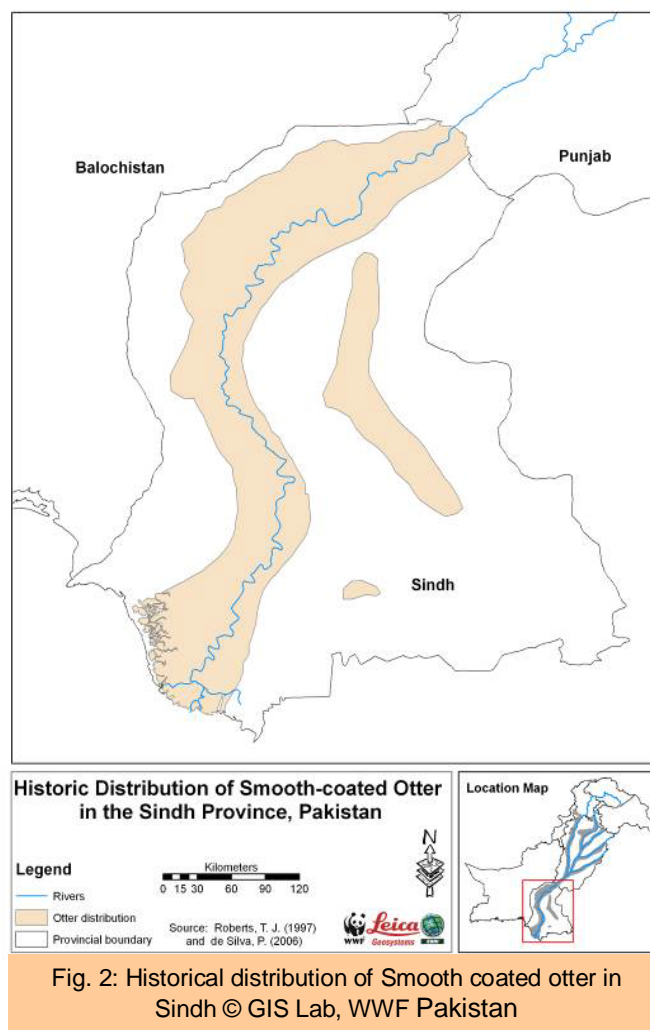 Balochistan
Punjab
Sindh
Historic Distribution of Smooth-coated Otter
in the Sindh Province, Pakistan
N
Legend
Kilometers
0 15 30 60 90 120
Rivers
Otter distribution
Provincial boundary
Source: Roberts, T. J. (1997)
and de Silva, P. (2006)
WWF
Leica
Geosystems
Location Map
Fig. 2: Historical distribution of Smooth coated otter in
Sindh © GIS Lab, WWF Pakistan